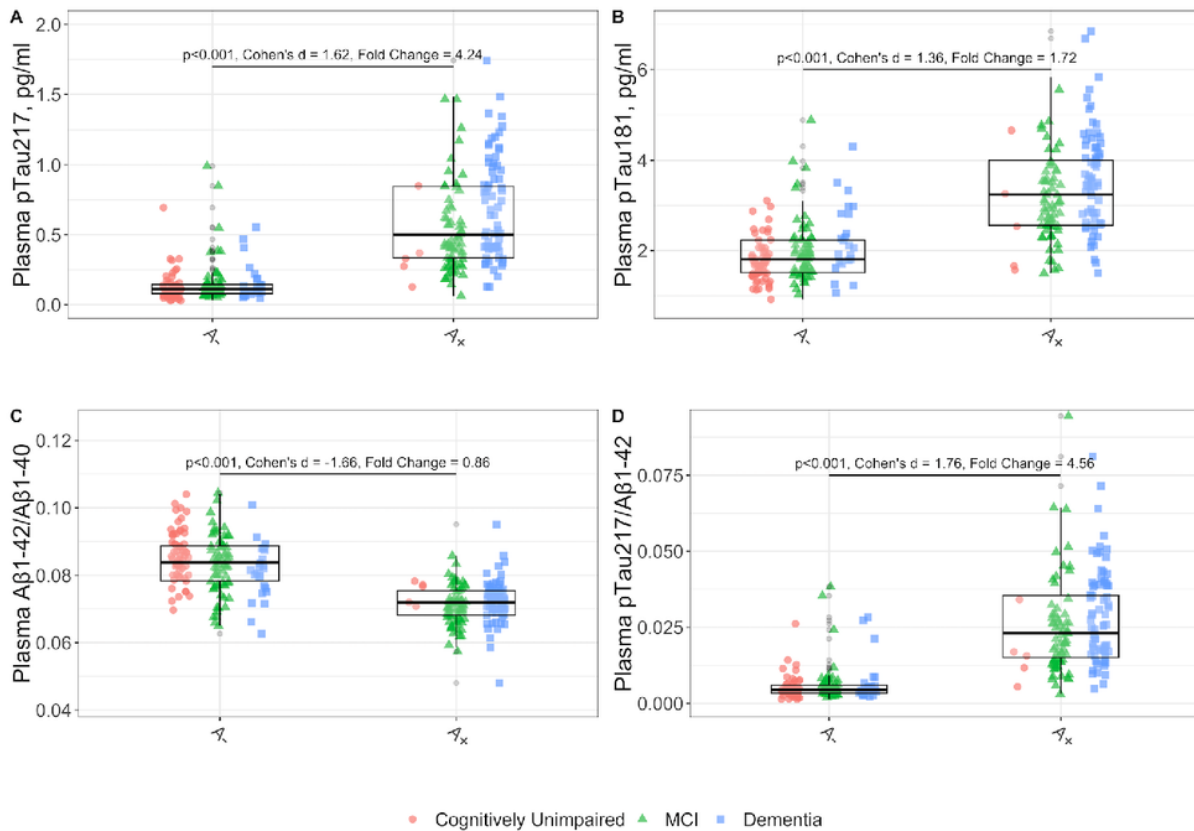 A
Plasma pTau217, pg/ml
2.0
1.5
1.0
0.5
0.0
p<0.001, Cohen's d = 1.62, Fold Change = 4.24
A-
A+
B
Plasma pTau181, pg/ml
6
4
2
p<0.001, Cohen's d = 1.36, Fold Change = 1.72
A-
A+
C
Plasma Aβ1-42/Aβ1-40
0.12
0.10
0.08
0.06
0.04
p<0.001, Cohen's d = -1.66, Fold Change = 0.86
A-
A+
D
Plasma pTau217/Aβ1-42
0.075
0.050
0.025
0.000
p<0.001, Cohen's d = 1.76, Fold Change = 4.56
A-
A+
Cognitively Unimpaired MCI Dementia